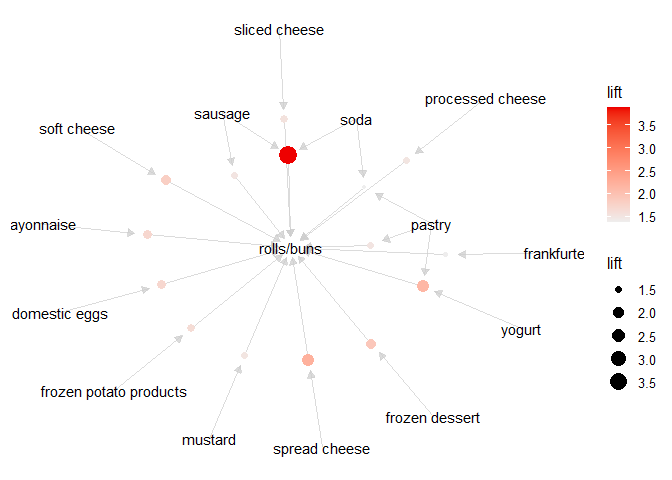 sliced cheese
lift
processed cheese
sausage
soda
3.5
soft cheese
3.0
2.5
2.0
1.5
ayonnaise
pastry
rolls/buns
frankfurte
lift
1.5
domestic eggs
2.0
yogurt
2.5
3.0
3.5
frozen potato products
frozen dessert
mustard
spread cheese